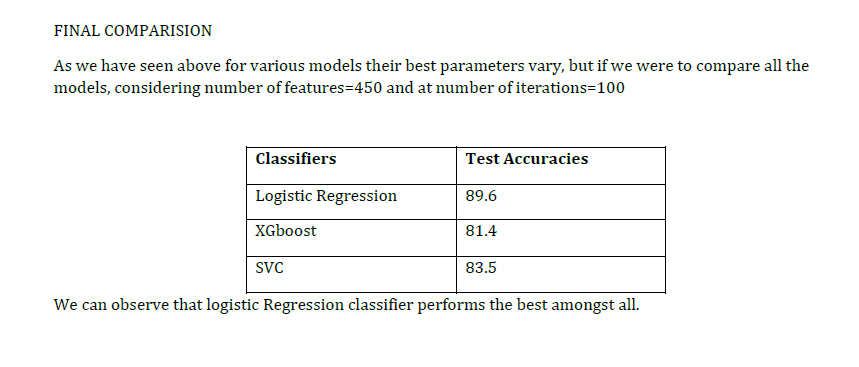 FINAL COMPARISION
As we have seen above for various models their best parameters vary, but if we were to compare all the
models, considering number of features=450 and at number of iterations=100
Classifiers Test Accuracies
Logistic Regression 89.6
XGboost 81.4
SVC 83.5
We can observe that logistic Regression classifier performs the best amongst all.